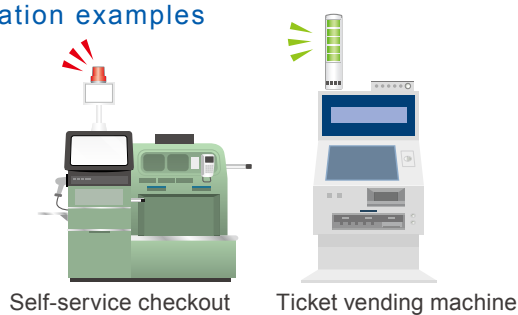 ation examples
Self-service checkout
Ticket vending machine